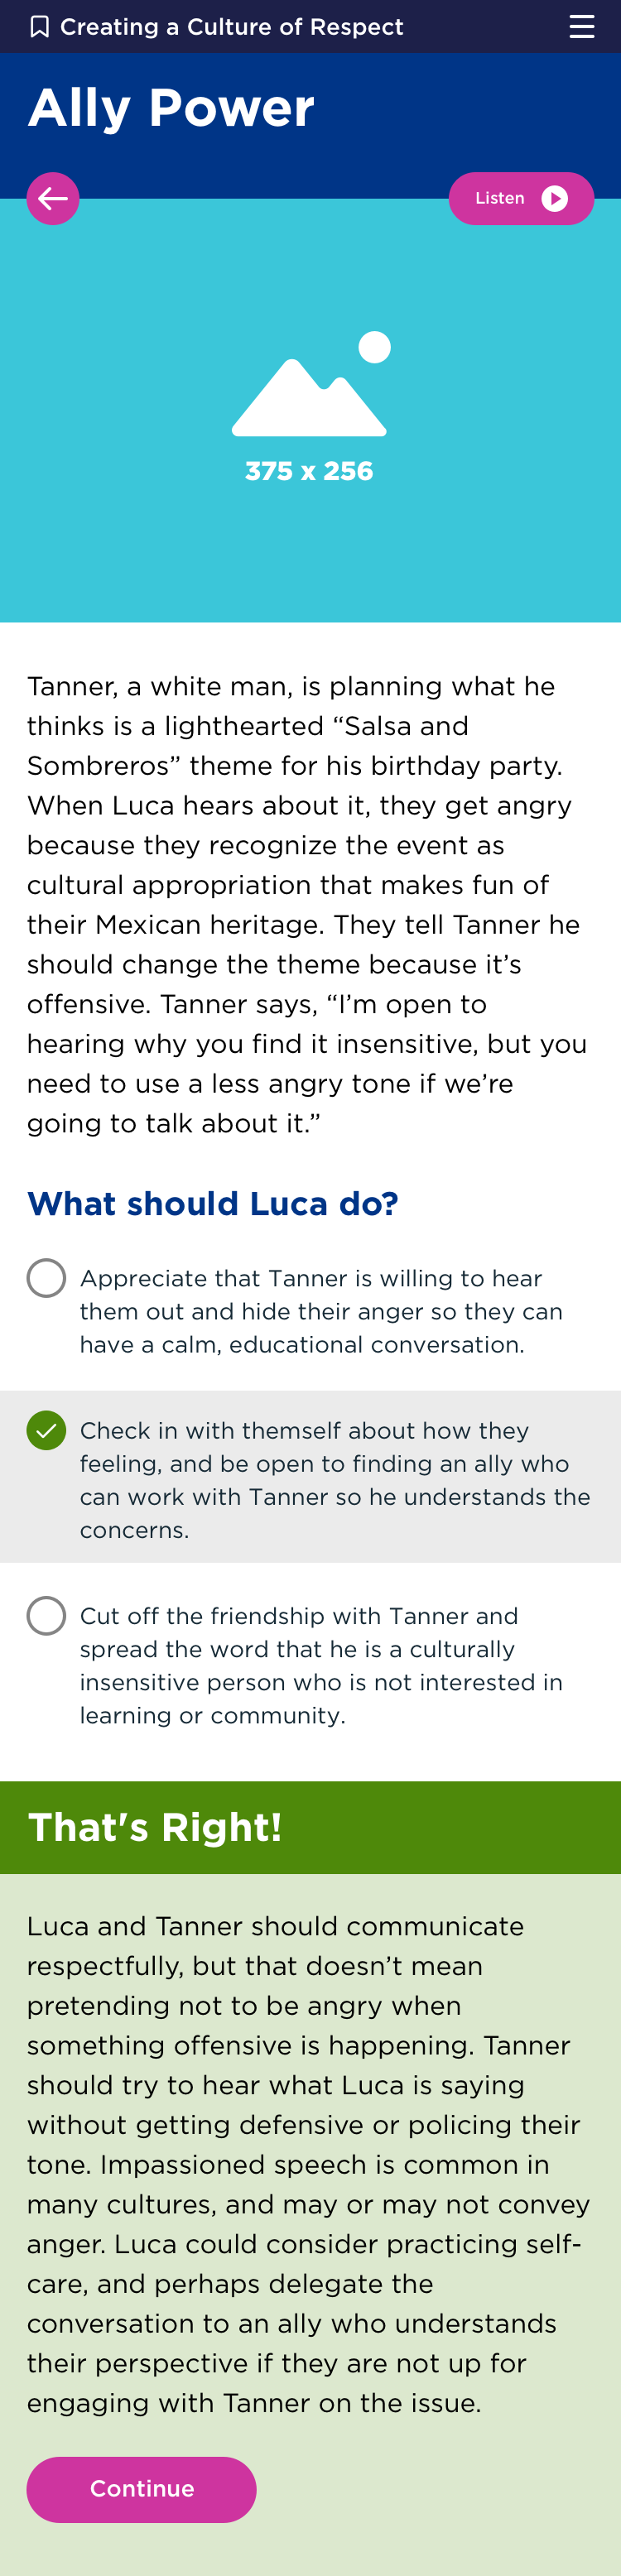 Creating a Culture of Respect
Ally Power
Listen
375 x 256
Tanner, a white man, is planning what he
thinks is a lighthearted “Salsa and
Sombreros” theme for his birthday party.
When Luca hears about it, they get angry
because they recognize the event as
cultural appropriation that makes fun of
their Mexican heritage. They tell Tanner he
should change the theme because it’s
offensive. Tanner says, “I’m open to
hearing why you find it insensitive, but you
need to use a less angry tone if we’re
going to talk about it.”
What should Luca do?
Appreciate that Tanner is willing to hear
them out and hide their anger so they can
have a calm, educational conversation.
Check in with themself about how they
feeling, and be open to finding an ally who
can work with Tanner so he understands the
concerns.
Cut off the friendship with Tanner and
spread the word that he is a culturally
insensitive person who is not interested in
learning or community.
That's Right!
Luca and Tanner should communicate
respectfully, but that doesn’t mean
pretending not to be angry when
something offensive is happening. Tanner
should try to hear what Luca is saying
without getting defensive or policing their
tone. Impassioned speech is common in
many cultures, and may or may not convey
anger. Luca could consider practicing self-
care, and perhaps delegate the
conversation to an ally who understands
their perspective if they are not up for
engaging with Tanner on the issue.
Continue